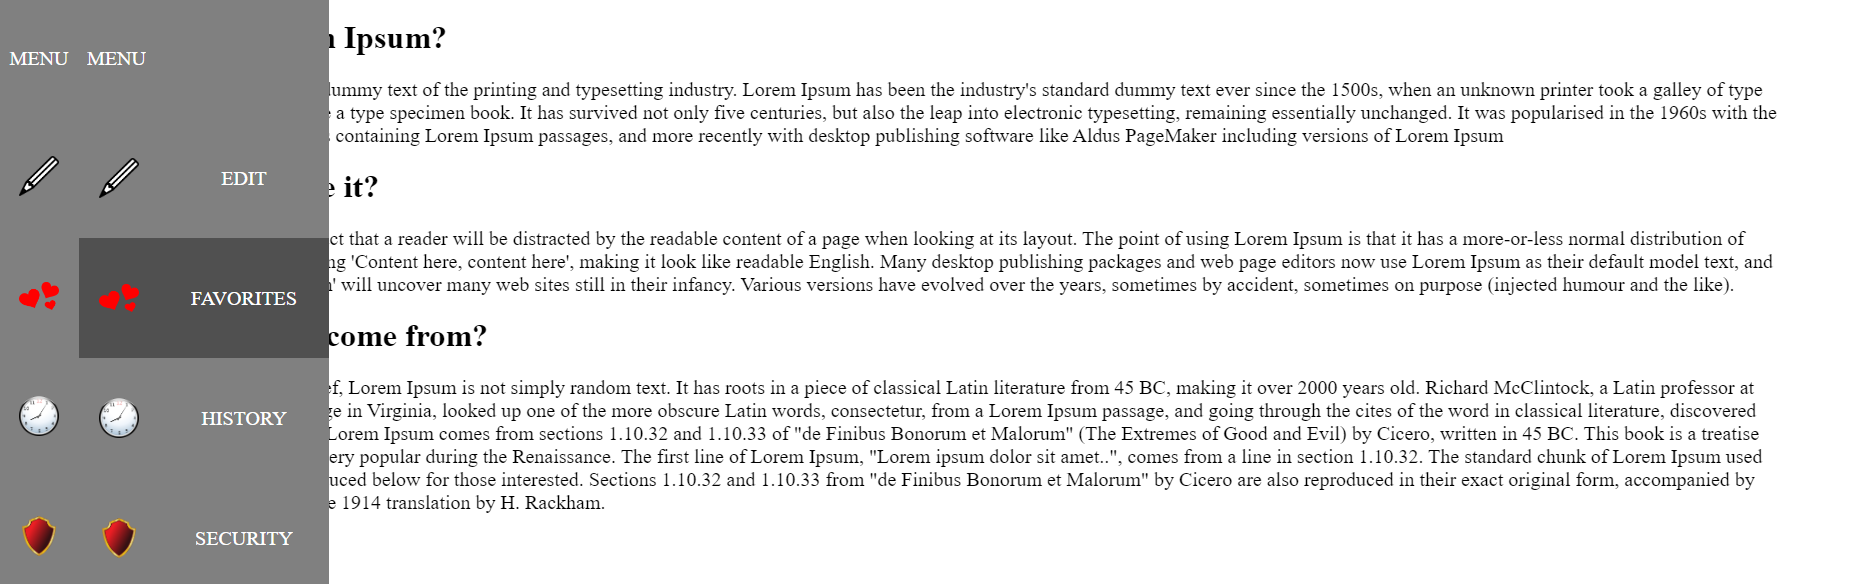 MENU MENU
EDIT
FAVORITES
HISTORY
SECURITY
Ipsum?
dummy text of the printing and typesetting industry. Lorem Ipsum has been the industry's standard dummy text ever since the 1500s, when an unknown printer took a galley of type
a type specimen book. It has survived not only five centuries, but also the leap into electronic typesetting, remaining essentially unchanged. It was popularised in the 1960s with the
containing Lorem Ipsum passages, and more recently with desktop publishing software like Aldus PageMaker including versions of Lorem Ipsum
it?
ct that a reader will be distracted by the readable content of a page when looking at its layout. The point of using Lorem Ipsum is that it has a more-or-less normal distribution of
ng 'Content here, content here', making it look like readable English. Many desktop publishing packages and web page editors now use Lorem Ipsum as their default model text, and
' will uncover many web sites still in their infancy. Various versions have evolved over the years, sometimes by accident, sometimes on purpose (injected humour and the like).
come from?
f, Lorem Ipsum is not simply random text. It has roots in a piece of classical Latin literature from 45 BC, making it over 2000 years old. Richard McClintock, a Latin professor at
ge in Virginia, looked up one of the more obscure Latin words, consectetur, from a Lorem Ipsum passage, and going through the cites of the word in classical literature, discovered
Lorem Ipsum comes from sections 1.10.32 and 1.10.33 of "de Finibus Bonorum et Malorum" (The Extremes of Good and Evil) by Cicero, written in 45 BC. This book is a treatise
ery popular during the Renaissance. The first line of Lorem Ipsum, "Lorem ipsum dolor sit amet..", comes from a line in section 1.10.32. The standard chunk of Lorem Ipsum used
uced below for those interested. Sections 1.10.32 and 1.10.33 from "de Finibus Bonorum et Malorum" by Cicero are also reproduced in their exact original form, accompanied by
e 1914 translation by H. Rackham.